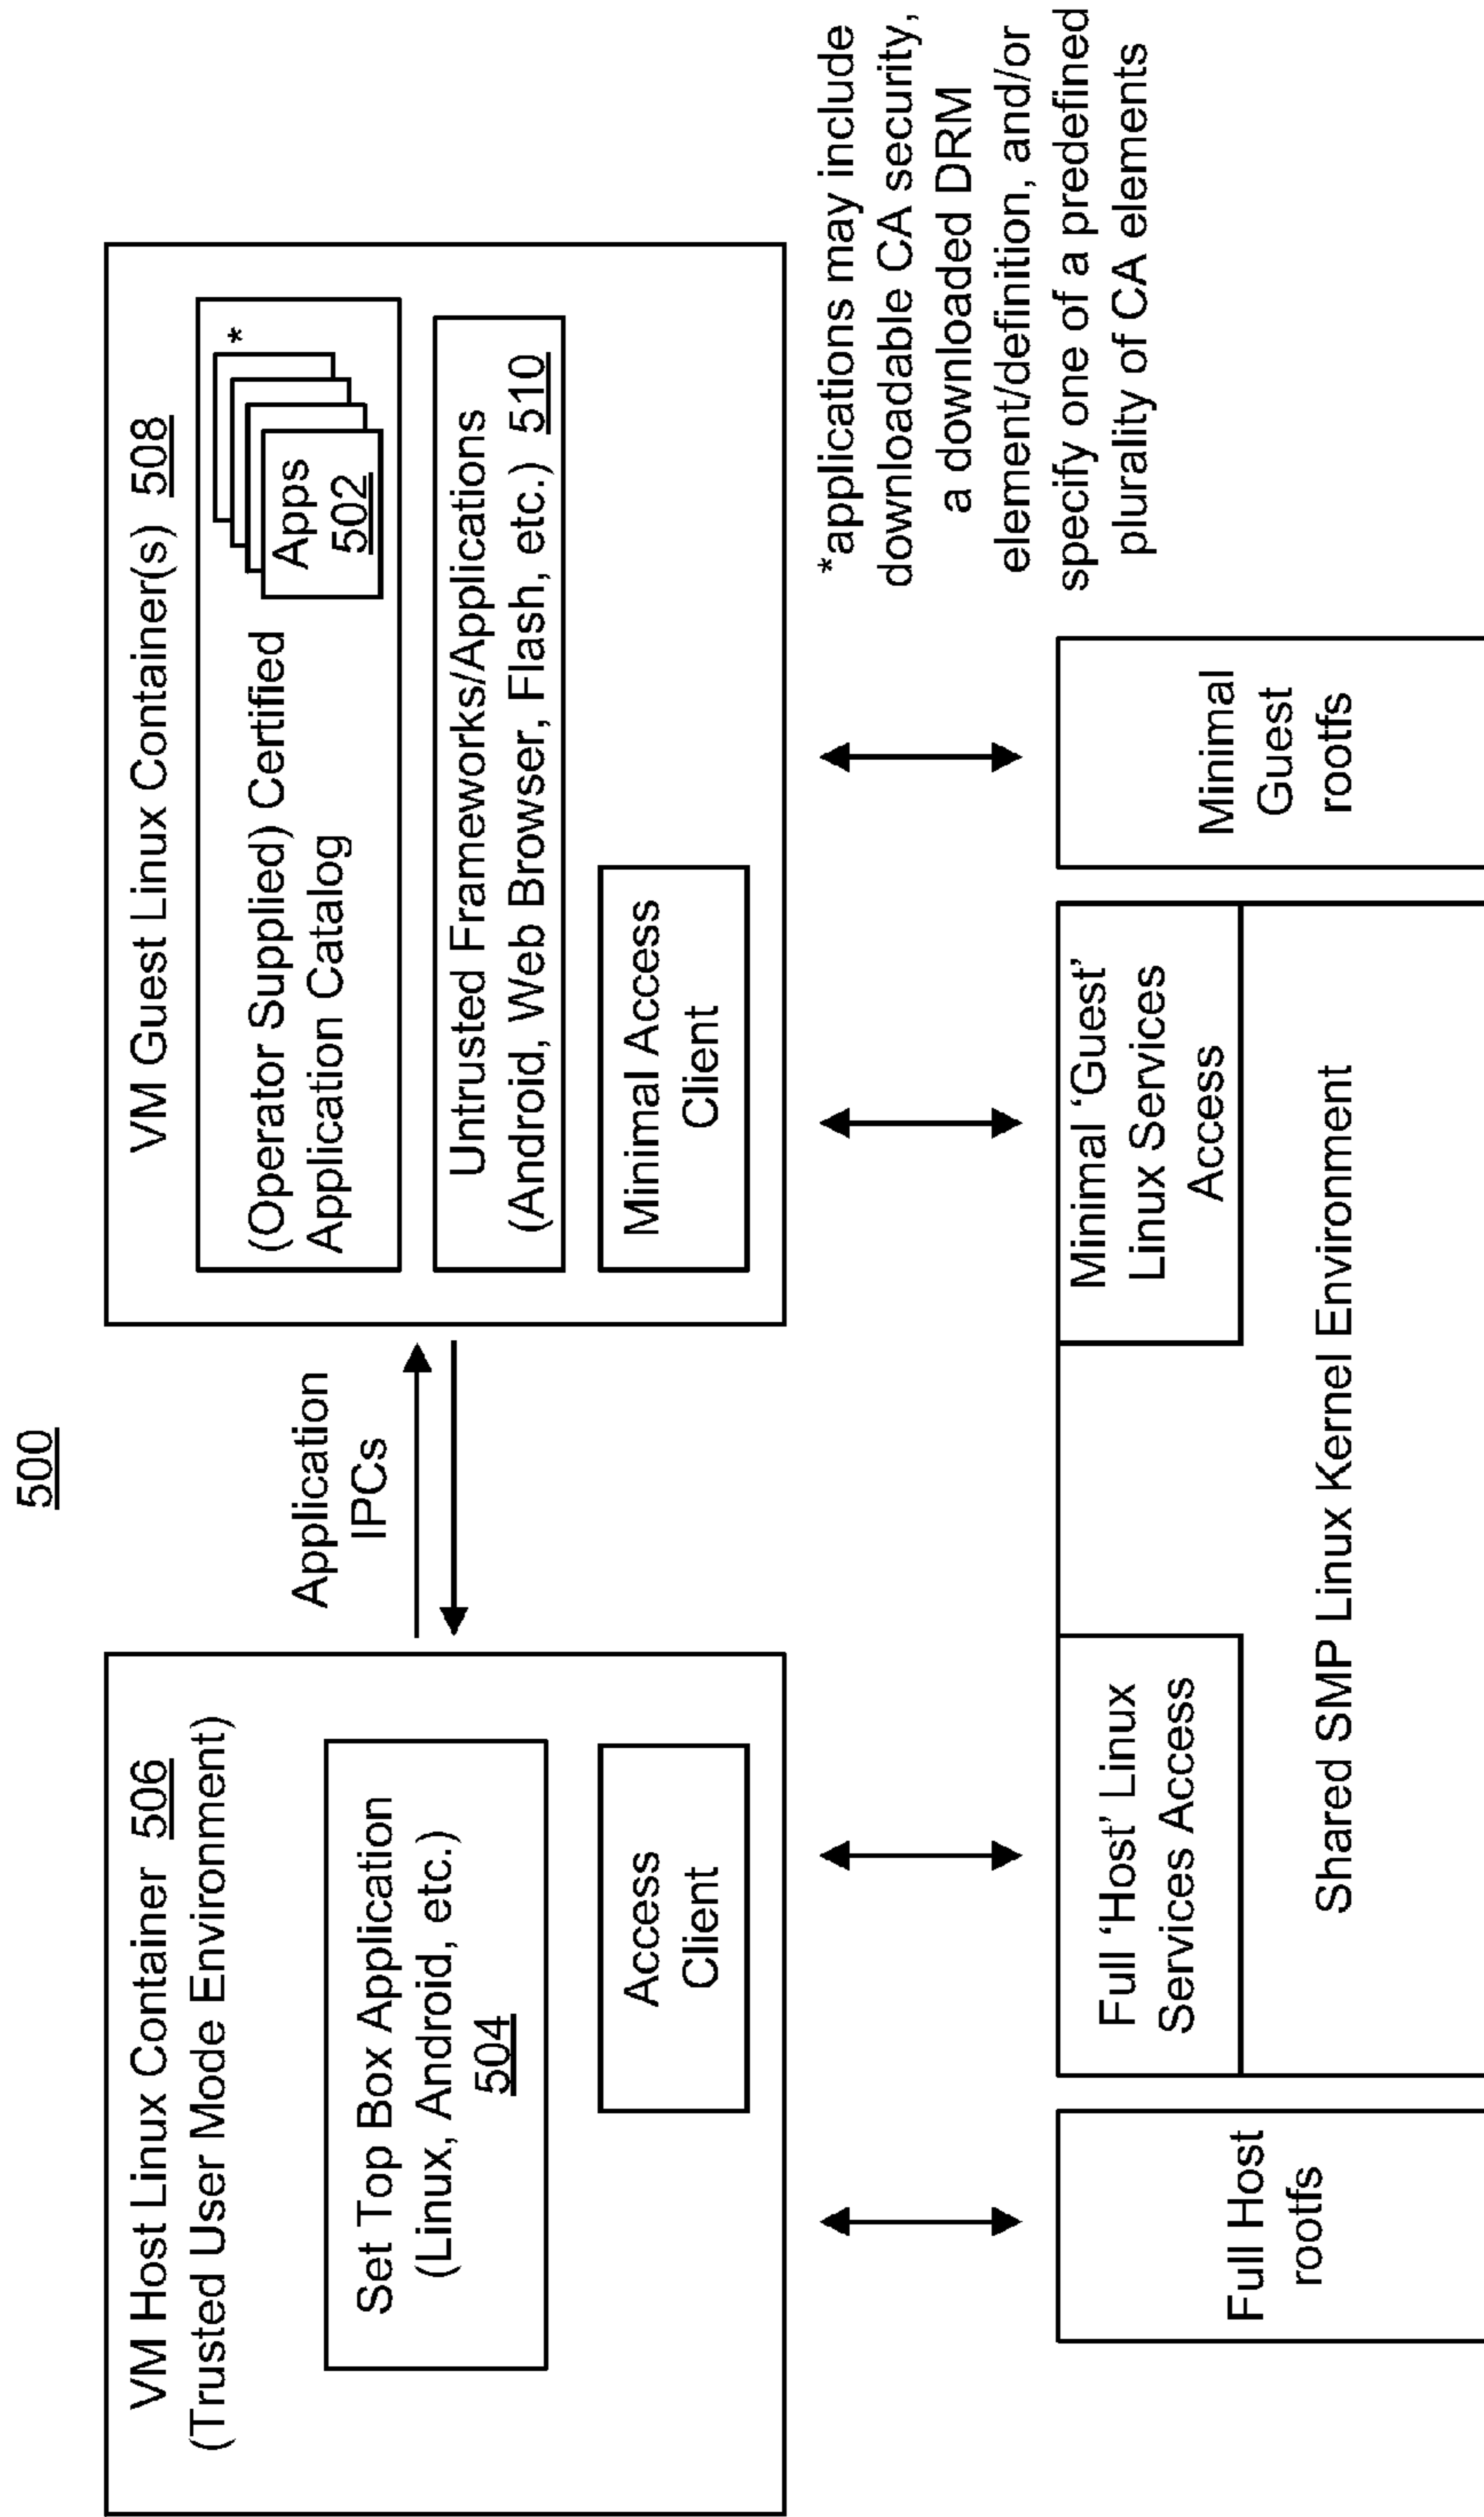 500
VM Host Linux Container 506
(Trusted User Mode Environment)
Set Top Box Application
(Linux, Android, etc.)
504
Access
Client
Application
IPCs
VM Guest Linux Container(s) 508
(Operator Supplied) Certified
Application Catalog
*
Apps
502
Untrusted Frameworks/Applications
(Android, Web Browser, Flash, etc.) 510
Minimal Access
Client
*applications may include
downloadable CA security,
a downloaded DRM
element/definition, and/or
specify one of a predefined
plurality of CA elements
Full Host
rootfs
Full ‘Host’ Linux
Services Access
Minimal ‘Guest’
Linux Services
Access
Shared SMP Linux Kernel Environment
Minimal
Guest
rootfs